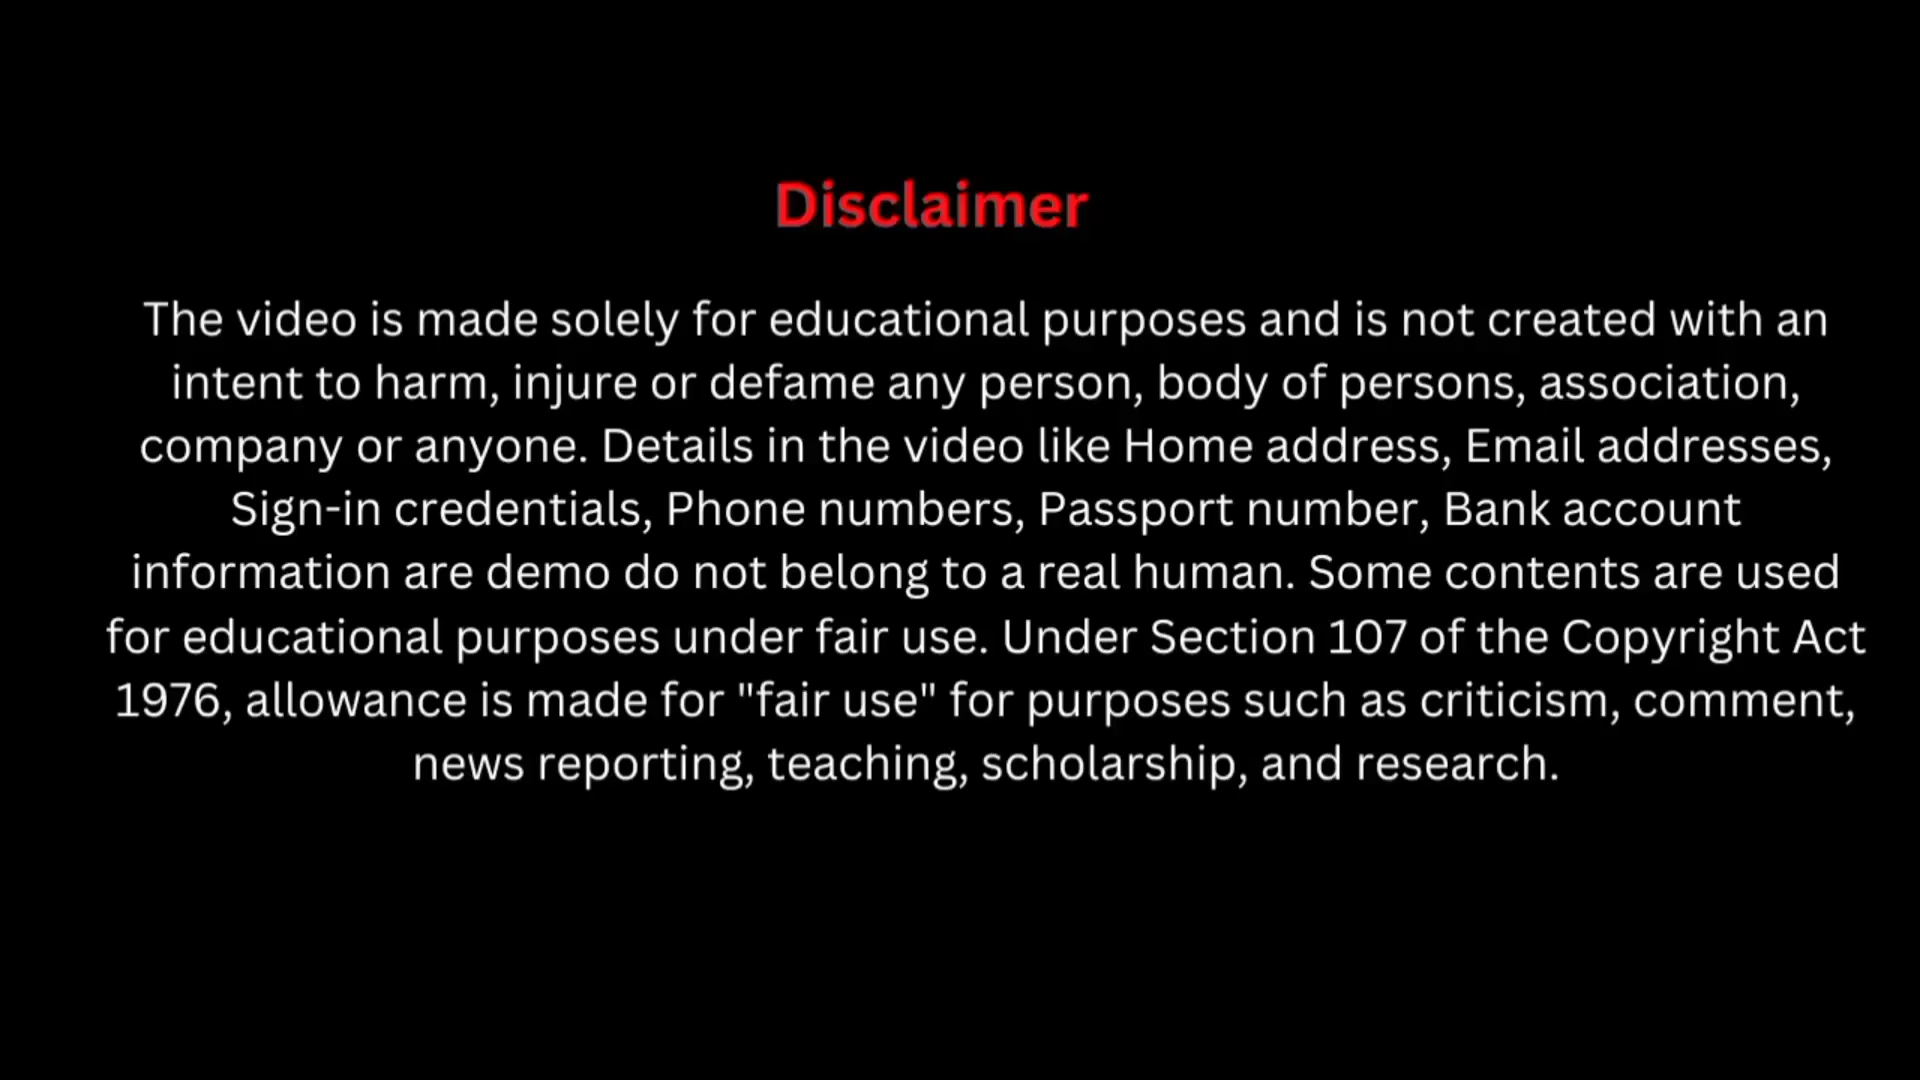 Disclaimer
The video is made solely for educational purposes and is not created with an
intent to harm, injure or defame any person, body of persons, association,
company or anyone. Details in the video like Home address, Email addresses,
Sign-in credentials, Phone numbers, Passport number, Bank account
information are demo do not belong to a real human. Some contents are used
for educational purposes under fair use. Under Section 107 of the Copyright Act
1976, allowance is made for "fair use" for purposes such as criticism, comment,
news reporting, teaching, scholarship, and research.